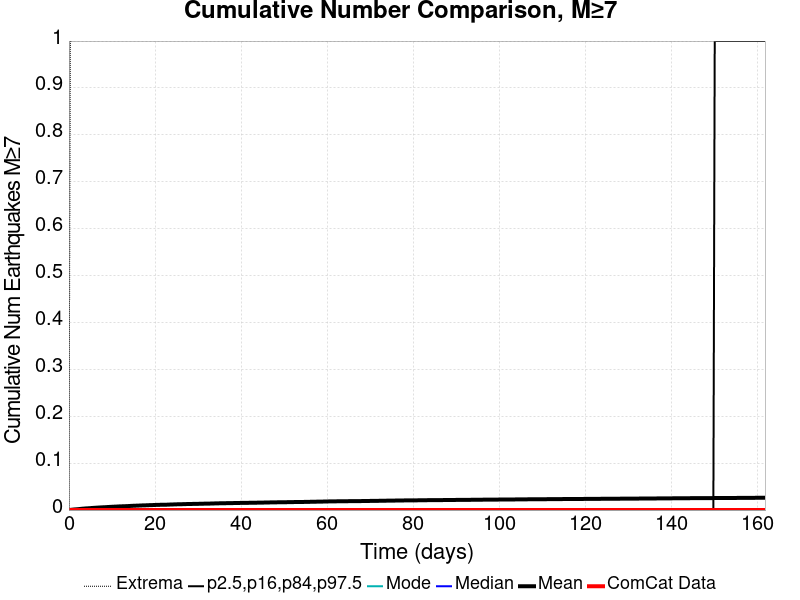 Cumulative Number Comparison, M≥7
Cumulative Num Earthquakes M≥7
1
0.9
0.8
0.7
0.6
0.5
0.4
0.3
0.2
0.1
0
0 20 40 60 80 100 120 140 160
Time (days)
Extrema p2.5,p16,p84,p97.5 Mode Median Mean ComCat Data